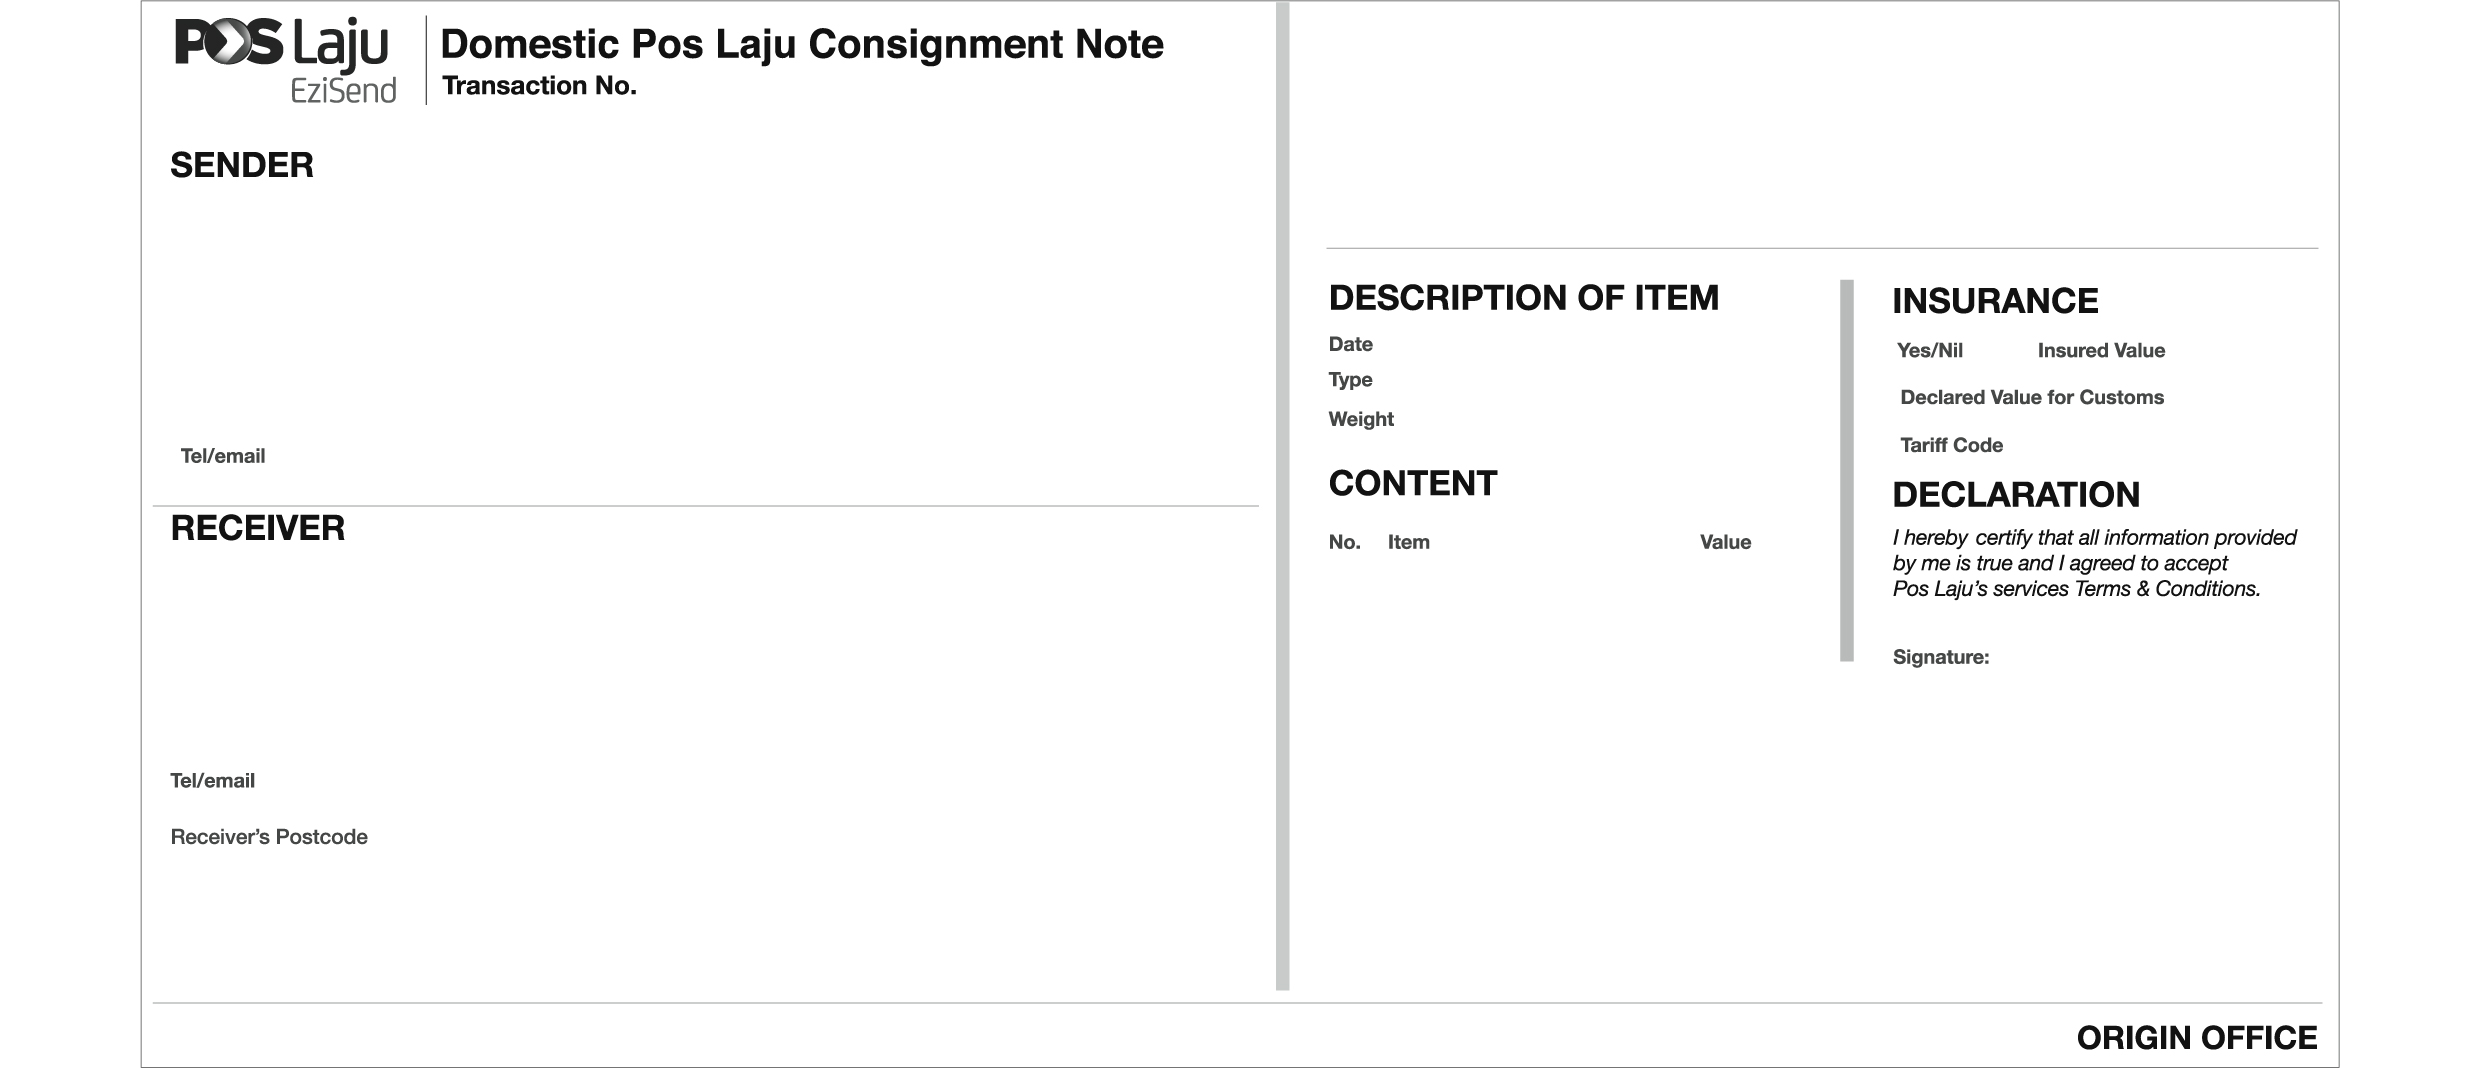 POS Laju
EziSend
Domestic Pos Laju Consignment Note
Transaction No.
SENDER
Tel/email
RECEIVER
Tel/email
Receiver’s Postcode
DESCRIPTION OF ITEM
Date
Type
Weight
CONTENT
No. Item Value
INSURANCE
Yes/Nil Insured Value
Declared Value for Customs
Tariff Code
DECLARATION
I hereby certify that all information provided
by me is true and I agreed to accept
Pos Laju’s services Terms & Conditions.
Signature:
ORIGIN OFFICE